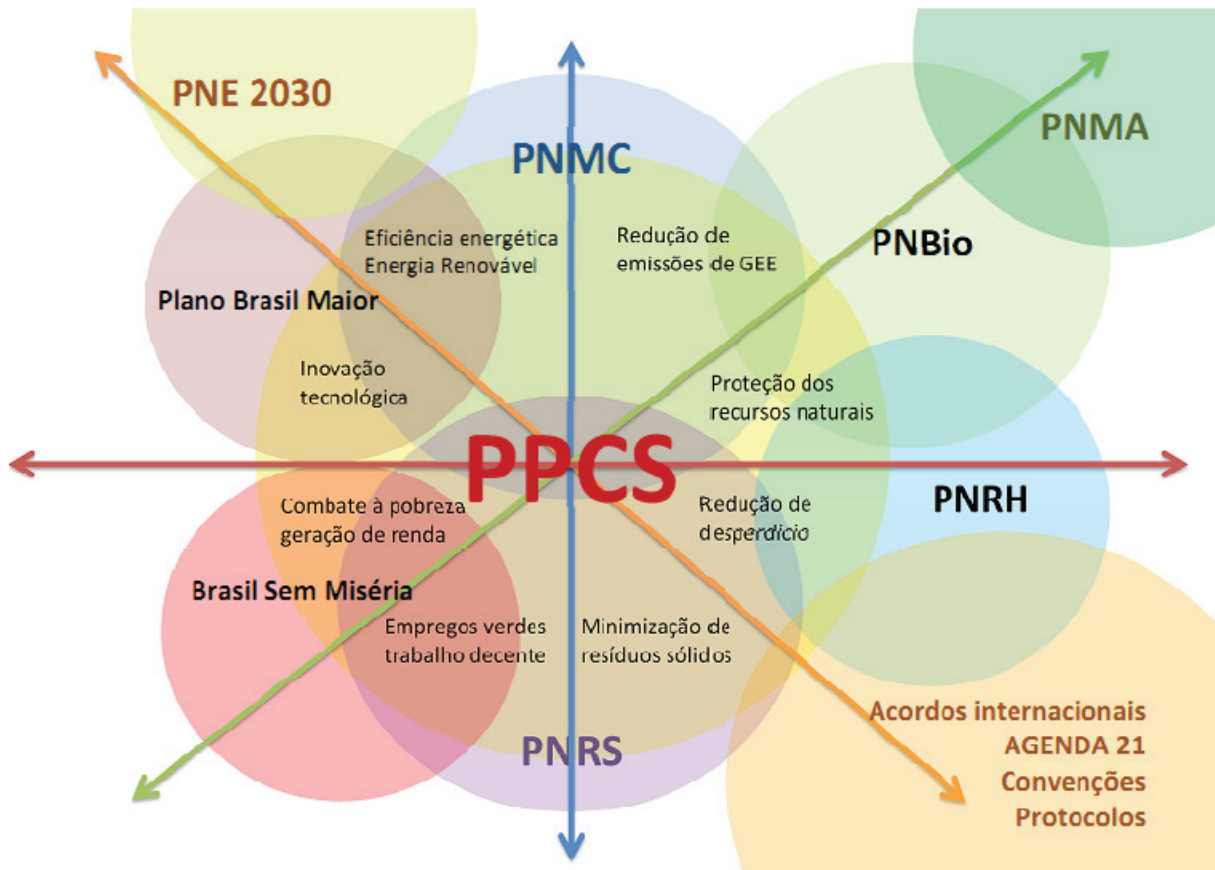 PNE 2030
PNMC
PNMA
Eficiência energética
Energia Renovável
Redução de
emissões de GEE
PNBio
Plano Brasil Maior
Inovação
tecnológica
Proteção dos
recursos naturais
PPCS
Combate à pobreza
geração de renda
Redução de
desperdício
PNRH
Brasil Sem Miséria
Empregos verdes
trabalho decente
Minimização de
resíduos sólidos
PNRS
Acordos internacionais
AGENDA 21
Convenções
Protocolos